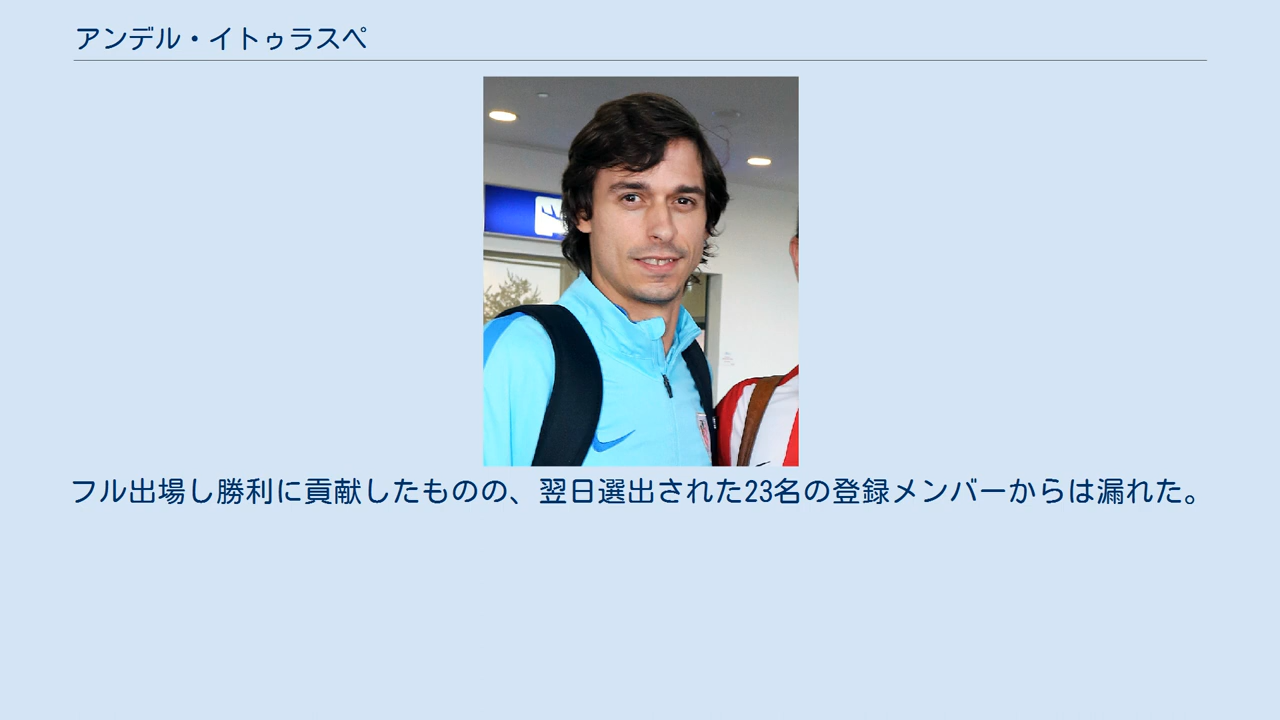 アンデル・イトゥラスペ
フル出場し勝利に貢献したものの、翌日選出された23名の登録メンバーからは漏れた。